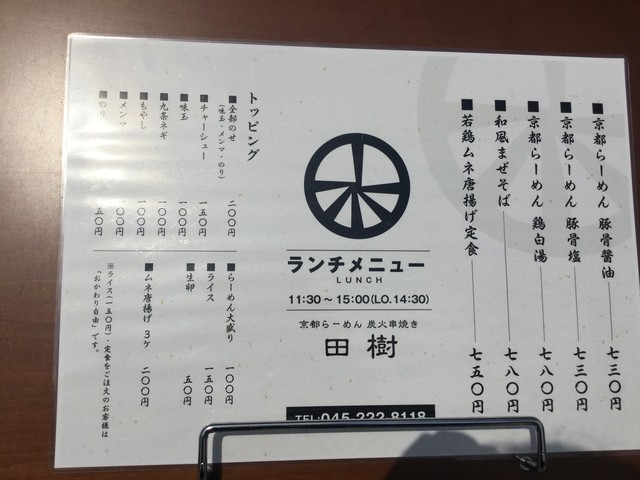 ■京都らーめん 豚骨醤油 七三〇円
■京都らーめん 豚骨塩 七三〇円
■京都らーめん 鶏白湯 七八〇円
■和風まぜそば 七八〇円
■若鶏ムネ唐揚げ定食 七五〇円
ランチメニュー
LUNCH
11:30～15:00(LO.14:30)
京都らーめん 炭火串焼き
田樹
TEL:045-222-8118
トッピング
■全部のせ 二〇〇円
(味玉・メンマ・のり)
■チャーシュー 一五〇円
■味玉 一〇〇円
■九条ネギ 一〇〇円
■もやし 一〇〇円
■メンマ 一〇〇円
■のり 五〇円
■らーめん大盛り 一〇〇円
■ライス 一五〇円
■生卵 五〇円
■ムネ唐揚げ 3ケ 二〇〇円
※ライス(一五〇円)・定食をご注文のお客様は
「おかわり自由」です。